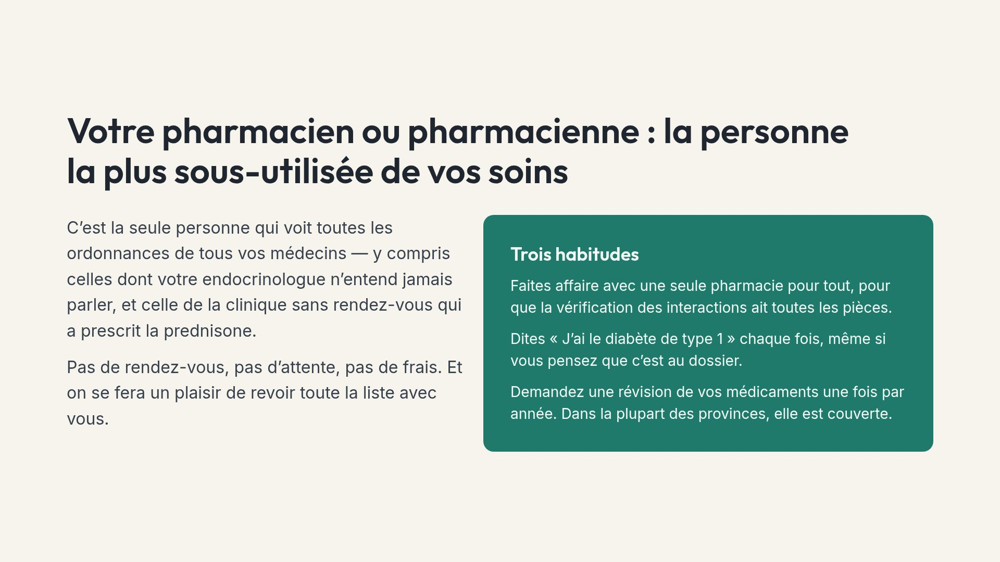 Votre pharmacien ou pharmacienne : la personne
la plus sous-utilisée de vos soins
C’est la seule personne qui voit toutes les
ordonnances de tous vos médecins — y compris
celles dont votre endocrinologue n’entend jamais
parler, et celle de la clinique sans rendez-vous qui
a prescrit la prednisone.
Pas de rendez-vous, pas d’attente, pas de frais. Et
on se fera un plaisir de revoir toute la liste avec
vous.
Trois habitudes
Faites affaire avec une seule pharmacie pour tout, pour
que la vérification des interactions ait toutes les pièces.
Dites « J’ai le diabète de type 1 » chaque fois, même si
vous pensez que c’est au dossier.
Demandez une révision de vos médicaments une fois par
année. Dans la plupart des provinces, elle est couverte.